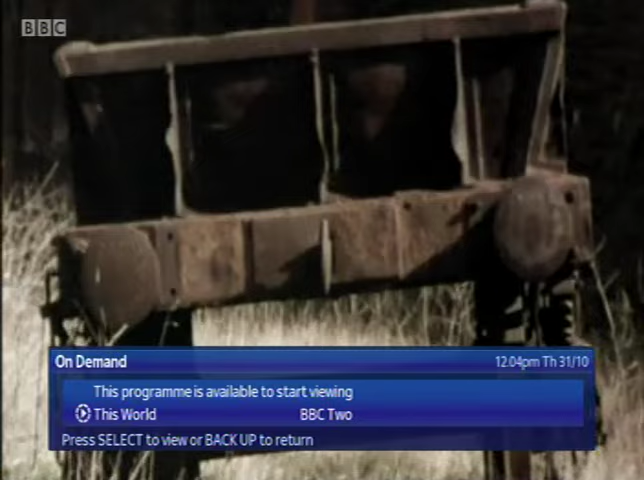 BBC
On Demand 12.04pm Th 31/10
This programme is available to start viewing
This World BBC Two
Press SELECT to view or BACK UP to return